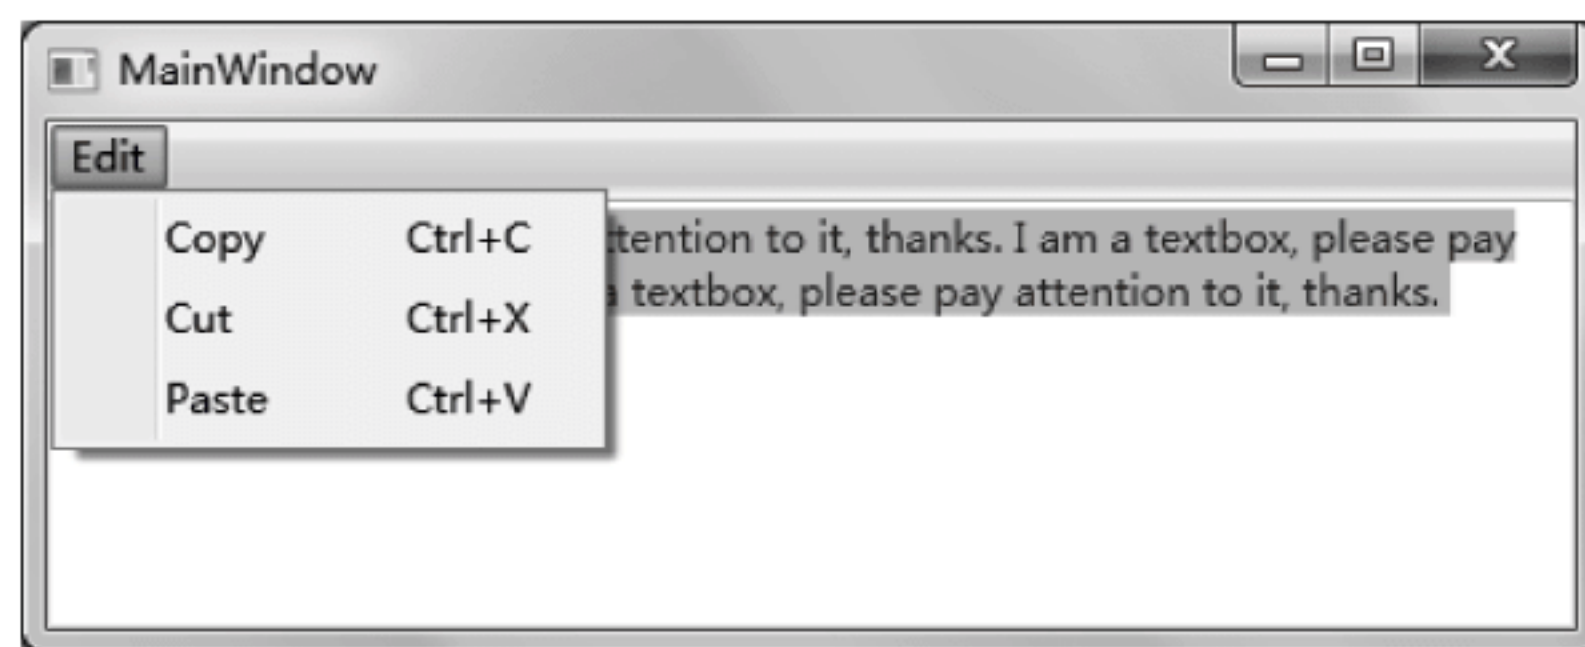 MainWindow
Edit
Copy Ctrl+C
Cut Ctrl+X
Paste Ctrl+V
to it, thanks. I am a textbox, please pay
textbox, please pay attention to it, thanks.